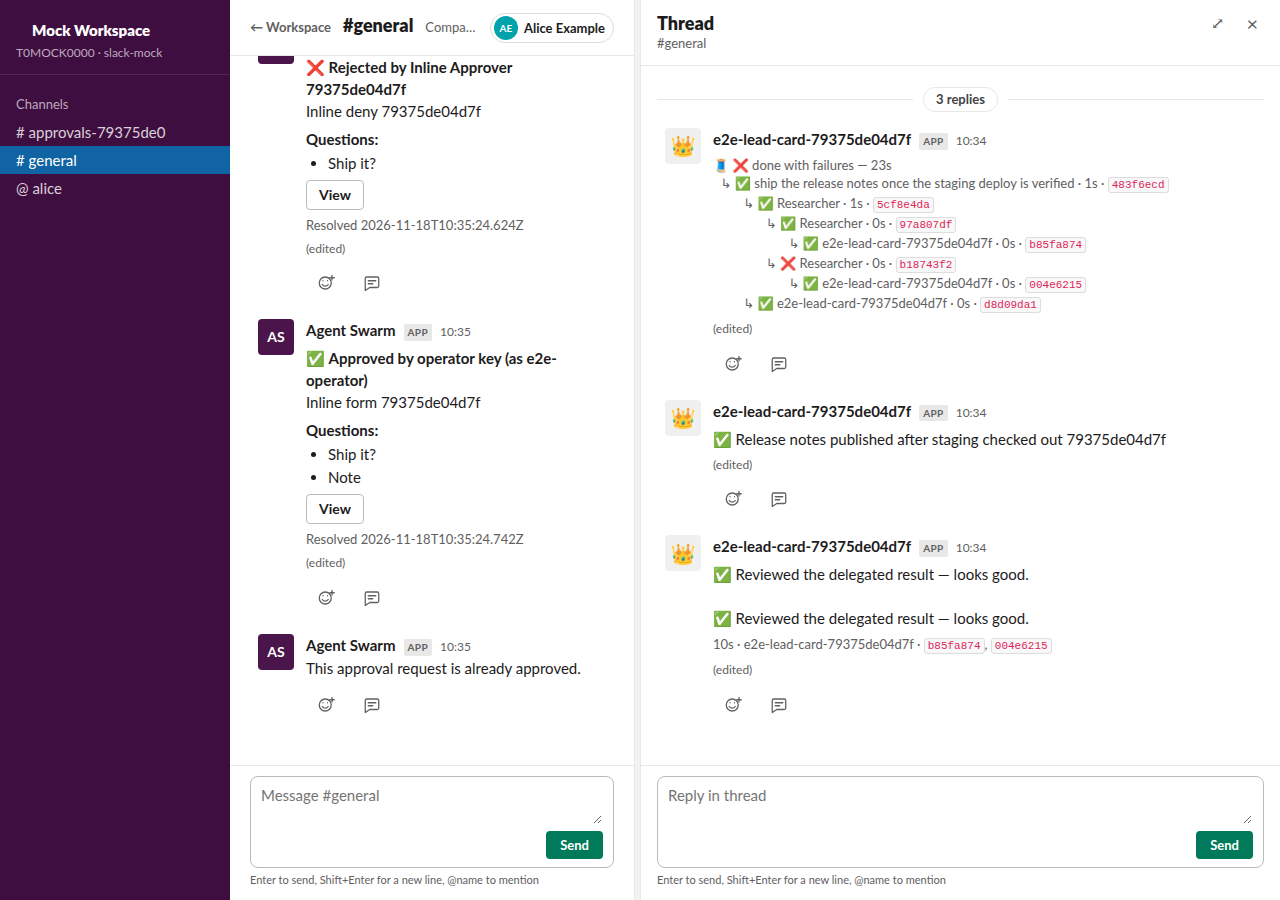 Mock Workspace
T0MOCK0000 · slack-mock
Channels
# approvals-79375de0
# general
@ alice
← Workspace #general Compa... AE Alice Example
❌ Rejected by Inline Approver
79375de04d7f
Inline deny 79375de04d7f
Questions:
• Ship it?
View
Resolved 2026-11-18T10:35:24.624Z
(edited)
AS Agent Swarm APP 10:35
✅ Approved by operator key (as e2e-
operator)
Inline form 79375de04d7f
Questions:
• Ship it?
• Note
View
Resolved 2026-11-18T10:35:24.742Z
(edited)
AS Agent Swarm APP 10:35
This approval request is already approved.
Message #general
Send
Enter to send, Shift+Enter for a new line, @name to mention
Thread
#general
3 replies
e2e-lead-card-79375de04d7f APP 10:34
🧵 ❌ done with failures — 23s
↳ ✅ ship the release notes once the staging deploy is verified · 1s · 483f6ecd
↳ ✅ Researcher · 1s · 5cf8e4da
↳ ✅ Researcher · 0s · 97a807df
↳ ✅ e2e-lead-card-79375de04d7f · 0s · b85fa874
↳ ❌ Researcher · 0s · b18743f2
↳ ✅ e2e-lead-card-79375de04d7f · 0s · 004e6215
↳ ✅ e2e-lead-card-79375de04d7f · 0s · d8d09da1
(edited)
e2e-lead-card-79375de04d7f APP 10:34
✅ Release notes published after staging checked out 79375de04d7f
(edited)
e2e-lead-card-79375de04d7f APP 10:34
✅ Reviewed the delegated result — looks good.
✅ Reviewed the delegated result — looks good.
10s · e2e-lead-card-79375de04d7f · b85fa874, 004e6215
(edited)
Reply in thread
Send
Enter to send, Shift+Enter for a new line, @name to mention